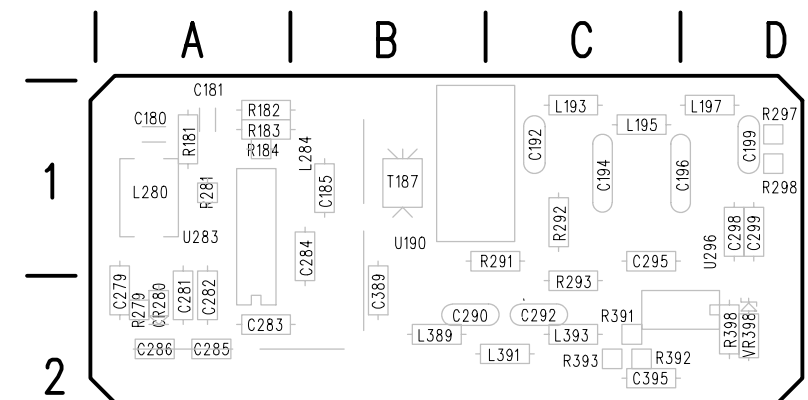 A B C D
C181
C180
R182
R183
R184
R181
L284
L193
L197
L195
R297
C192
C199
1
L280
R281
C185
T187
C194
C196
R298
U283
C284
U190
R292
U296
C298
C299
R291
C295
R293
C279
R279
CR280
C281
C282
C389
C283
C290
C292
R391
L389
L393
R398
VR398
C286
C285
L391
R393
R392
2
C395